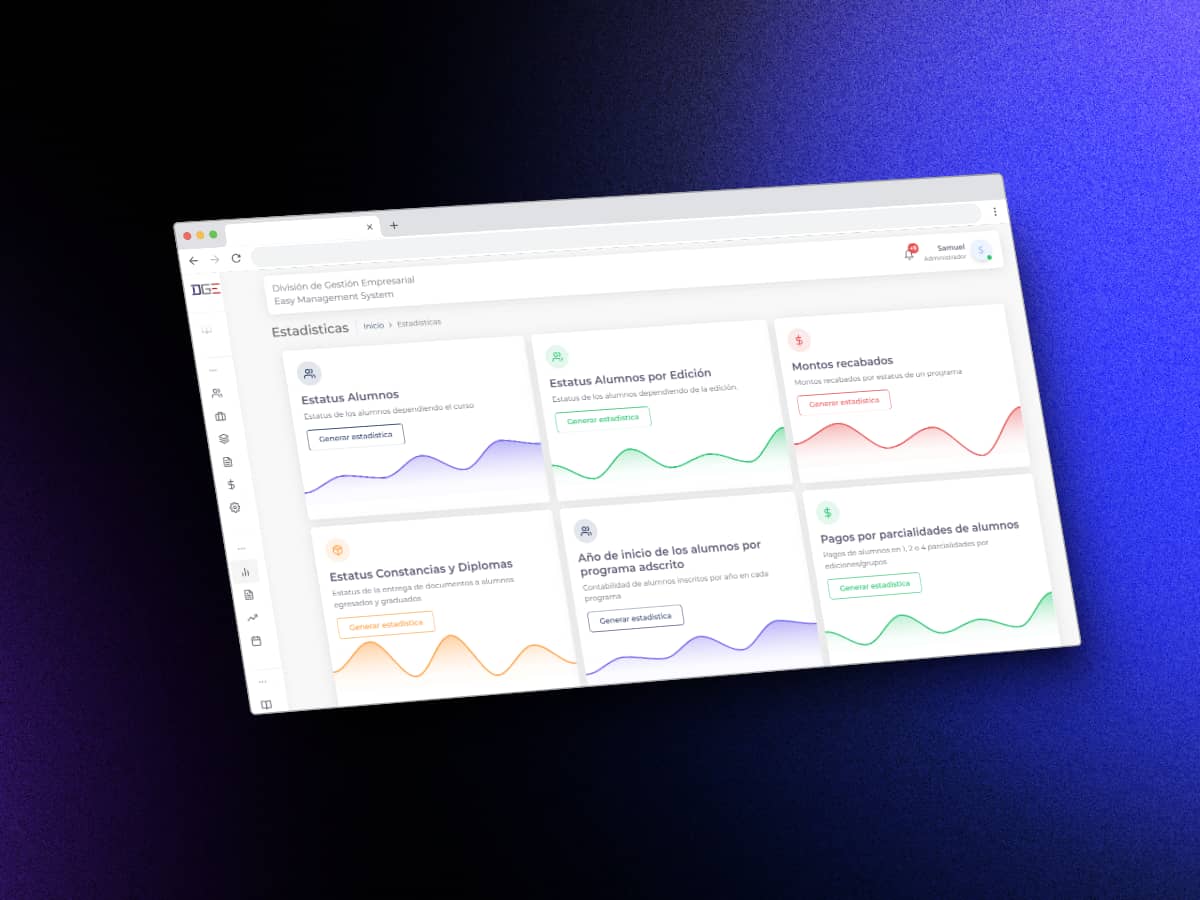 DGE
División de Gestión Empresarial
Easy Management System
+5
Samuel
Administrador
S
Estadisticas
Inicio > Estadisticas
Estatus Alumnos
Estatus de los alumnos dependiendo el curso
Generar estadística
Estatus Alumnos por Edición
Estatus de los alumnos dependiendo de la edición.
Generar estadística
$
Montos recabados
Montos recabados por estatus de un programa
Generar estadística
Estatus Constancias y Diplomas
Estatus de la entrega de documentos a alumnos
egresados y graduados
Generar estadística
Año de inicio de los alumnos por
programa adscrito
Contabilidad de alumnos inscritos por año en cada
programa
Generar estadística
$
Pagos por parcialidades de alumnos
Pagos de alumnos en 1, 2 o 4 parcialidades por
ediciones/grupos
Generar estadística